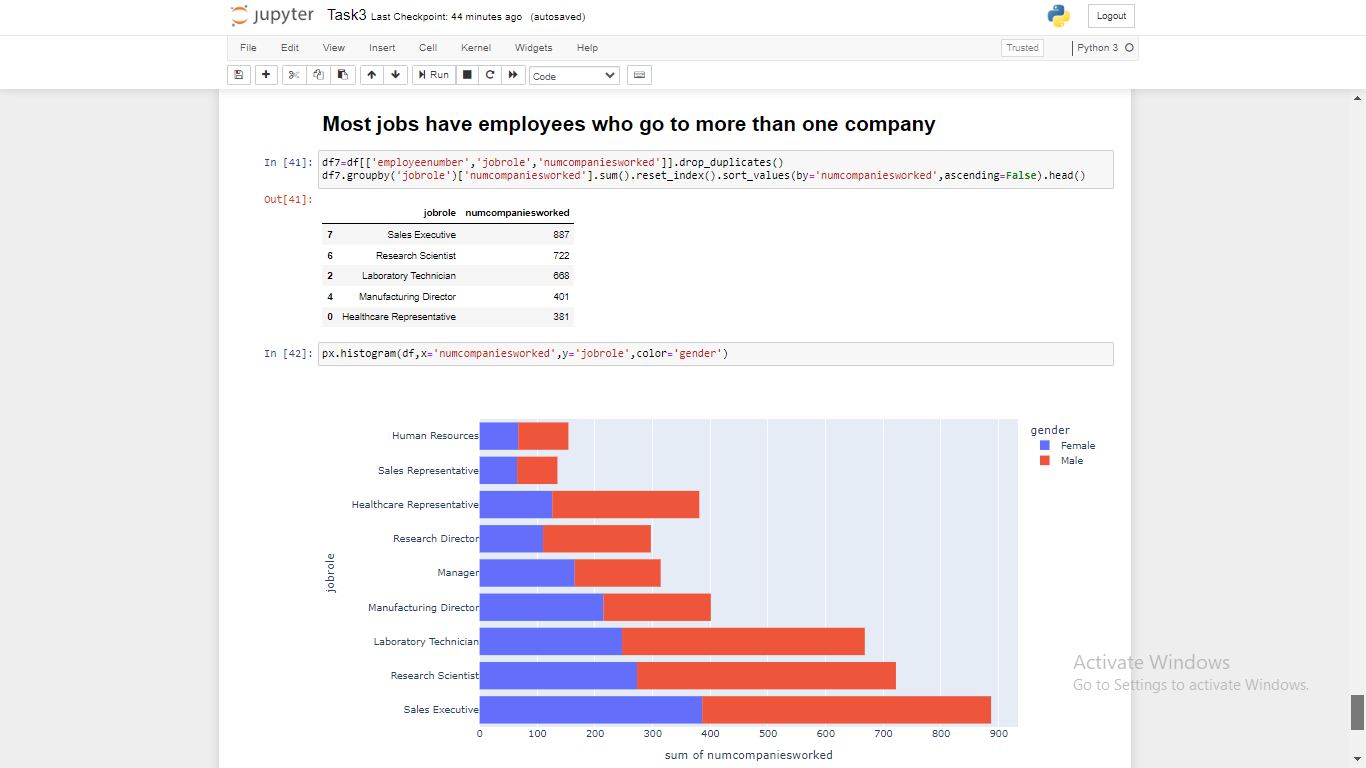 jupyter Task3 Last Checkpoint: 44 minutes ago (autosaved)
Logout
File Edit View Insert Cell Kernel Widgets Help
Trusted Python 3
Run Code
Most jobs have employees who go to more than one company
In [41]: df7=df[['employeenumber','jobrole','numcompaniesworked']].drop_duplicates()
df7.groupby('jobrole')['numcompaniesworked'].sum().reset_index().sort_values(by='numcompaniesworked',ascending=False).head()
Out[41]:
jobrole numcompaniesworked
7 Sales Executive 887
6 Research Scientist 722
2 Laboratory Technician 668
4 Manufacturing Director 401
0 Healthcare Representative 381
In [42]: px.histogram(df,x='numcompaniesworked',y='jobrole',color='gender')
gender
Female
Male
Human Resources
Sales Representative
Healthcare Representative
Research Director
Manager
Manufacturing Director
Laboratory Technician
Research Scientist
Sales Executive
jobrole
0 100 200 300 400 500 600 700 800 900
sum of numcompaniesworked
Activate Windows
Go to Settings to activate Windows.